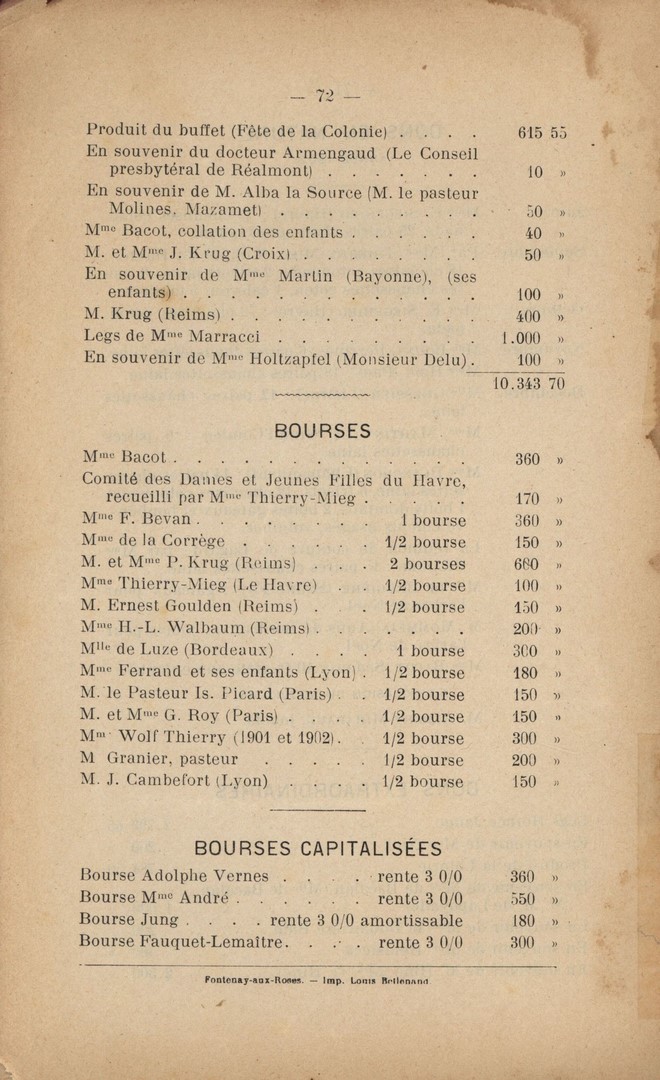 — 72 —
Produit du buffet (Fête de la Colonie) . . . . 615 55
En souvenir du docteur Armengaud (Le Conseil
presbytéral de Réalmont) . . . . . . . 10 »
En souvenir de M. Alba la Source (M. le pasteur
Molines, Mazamet) . . . . . . . . . 50 »
Mme Bacot, collation des enfants . . . . . . 40 »
M. et Mme J. Krug (Croix) . . . . . . . . 50 »
En souvenir de Mme Martin (Bayonne), (ses
enfants) . . . . . . . . . . . . . 100 »
M. Krug (Reims) . . . . . . . . . . . 400 »
Legs de Mme Marracci . . . . . . . . . 1.000 »
En souvenir de Mme Holtzapfel (Monsieur Delu) . 100 »
10.343 70
BOURSES
Mme Bacot . . . . . . . . . . . . . 360 »
Comité des Dames et Jeunes Filles du Havre,
recueilli par Mme Thierry-Mieg . . . . . 170 »
Mme F. Bevan . . . . . . . . 1 bourse 360 »
Mme de la Corrège . . . . . . 1/2 bourse 150 »
M. et Mme P. Krug (Reims) . . . 2 bourses 660 »
Mme Thierry-Mieg (Le Havre) . . 1/2 bourse 100 »
M. Ernest Goulden (Reims) . . . 1/2 bourse 150 »
Mme H.-L. Walbaum (Reims) . . . . . . . 200 »
Mlle de Luze (Bordeaux) . . . . 1 bourse 300 »
Mme Ferrand et ses enfants (Lyon) . 1/2 bourse 180 »
M. le Pasteur Is. Picard (Paris) . . 1/2 bourse 150 »
M. et Mme G. Roy (Paris) . . . . 1/2 bourse 150 »
Mm Wolf Thierry (1901 et 1902) . . 1/2 bourse 300 »
M Granier, pasteur . . . . . 1/2 bourse 200 »
M. J. Cambefort (Lyon) . . . . 1/2 bourse 150 »
BOURSES CAPITALISÉES
Bourse Adolphe Vernes . . . . rente 3 0/0 360 »
Bourse Mme André . . . . . . rente 3 0/0 550 »
Bourse Jung . . . . rente 3 0/0 amortissable 180 »
Bourse Fauquet-Lemaître . . . . rente 3 0/0 300 »
Fontenay-aux-Roses. — Imp. Louis Bellenand